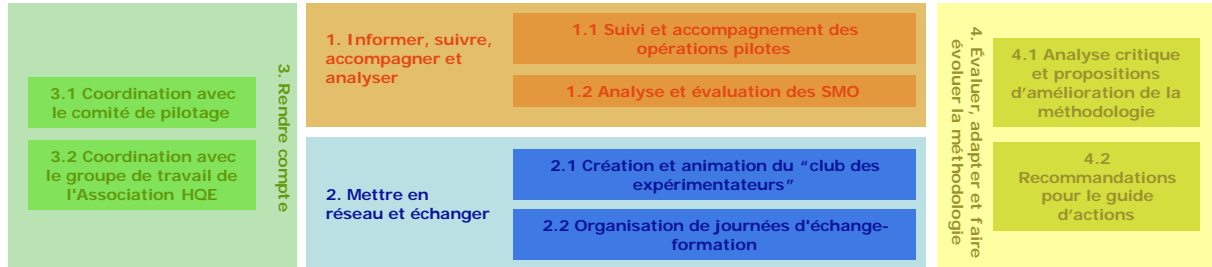 3.1 Coordination avec
le comité de pilotage
3.2 Coordination avec
le groupe de travail de
l'Association HQE
3. Rendre compte
1. Informer, suivre,
accompagner et
analyser
1.1 Suivi et accompagnement des
opérations pilotes
1.2 Analyse et évaluation des SMO
2. Mettre en
réseau et échanger
2.1 Création et animation du “club des
expérimentateurs”
2.2 Organisation de journées d'échange-
formation
4. Évaluer, adapter et faire
évoluer la méthodologie
4.1 Analyse critique
et propositions
d’amélioration de la
méthodologie
4.2
Recommandations
pour le guide
d’actions